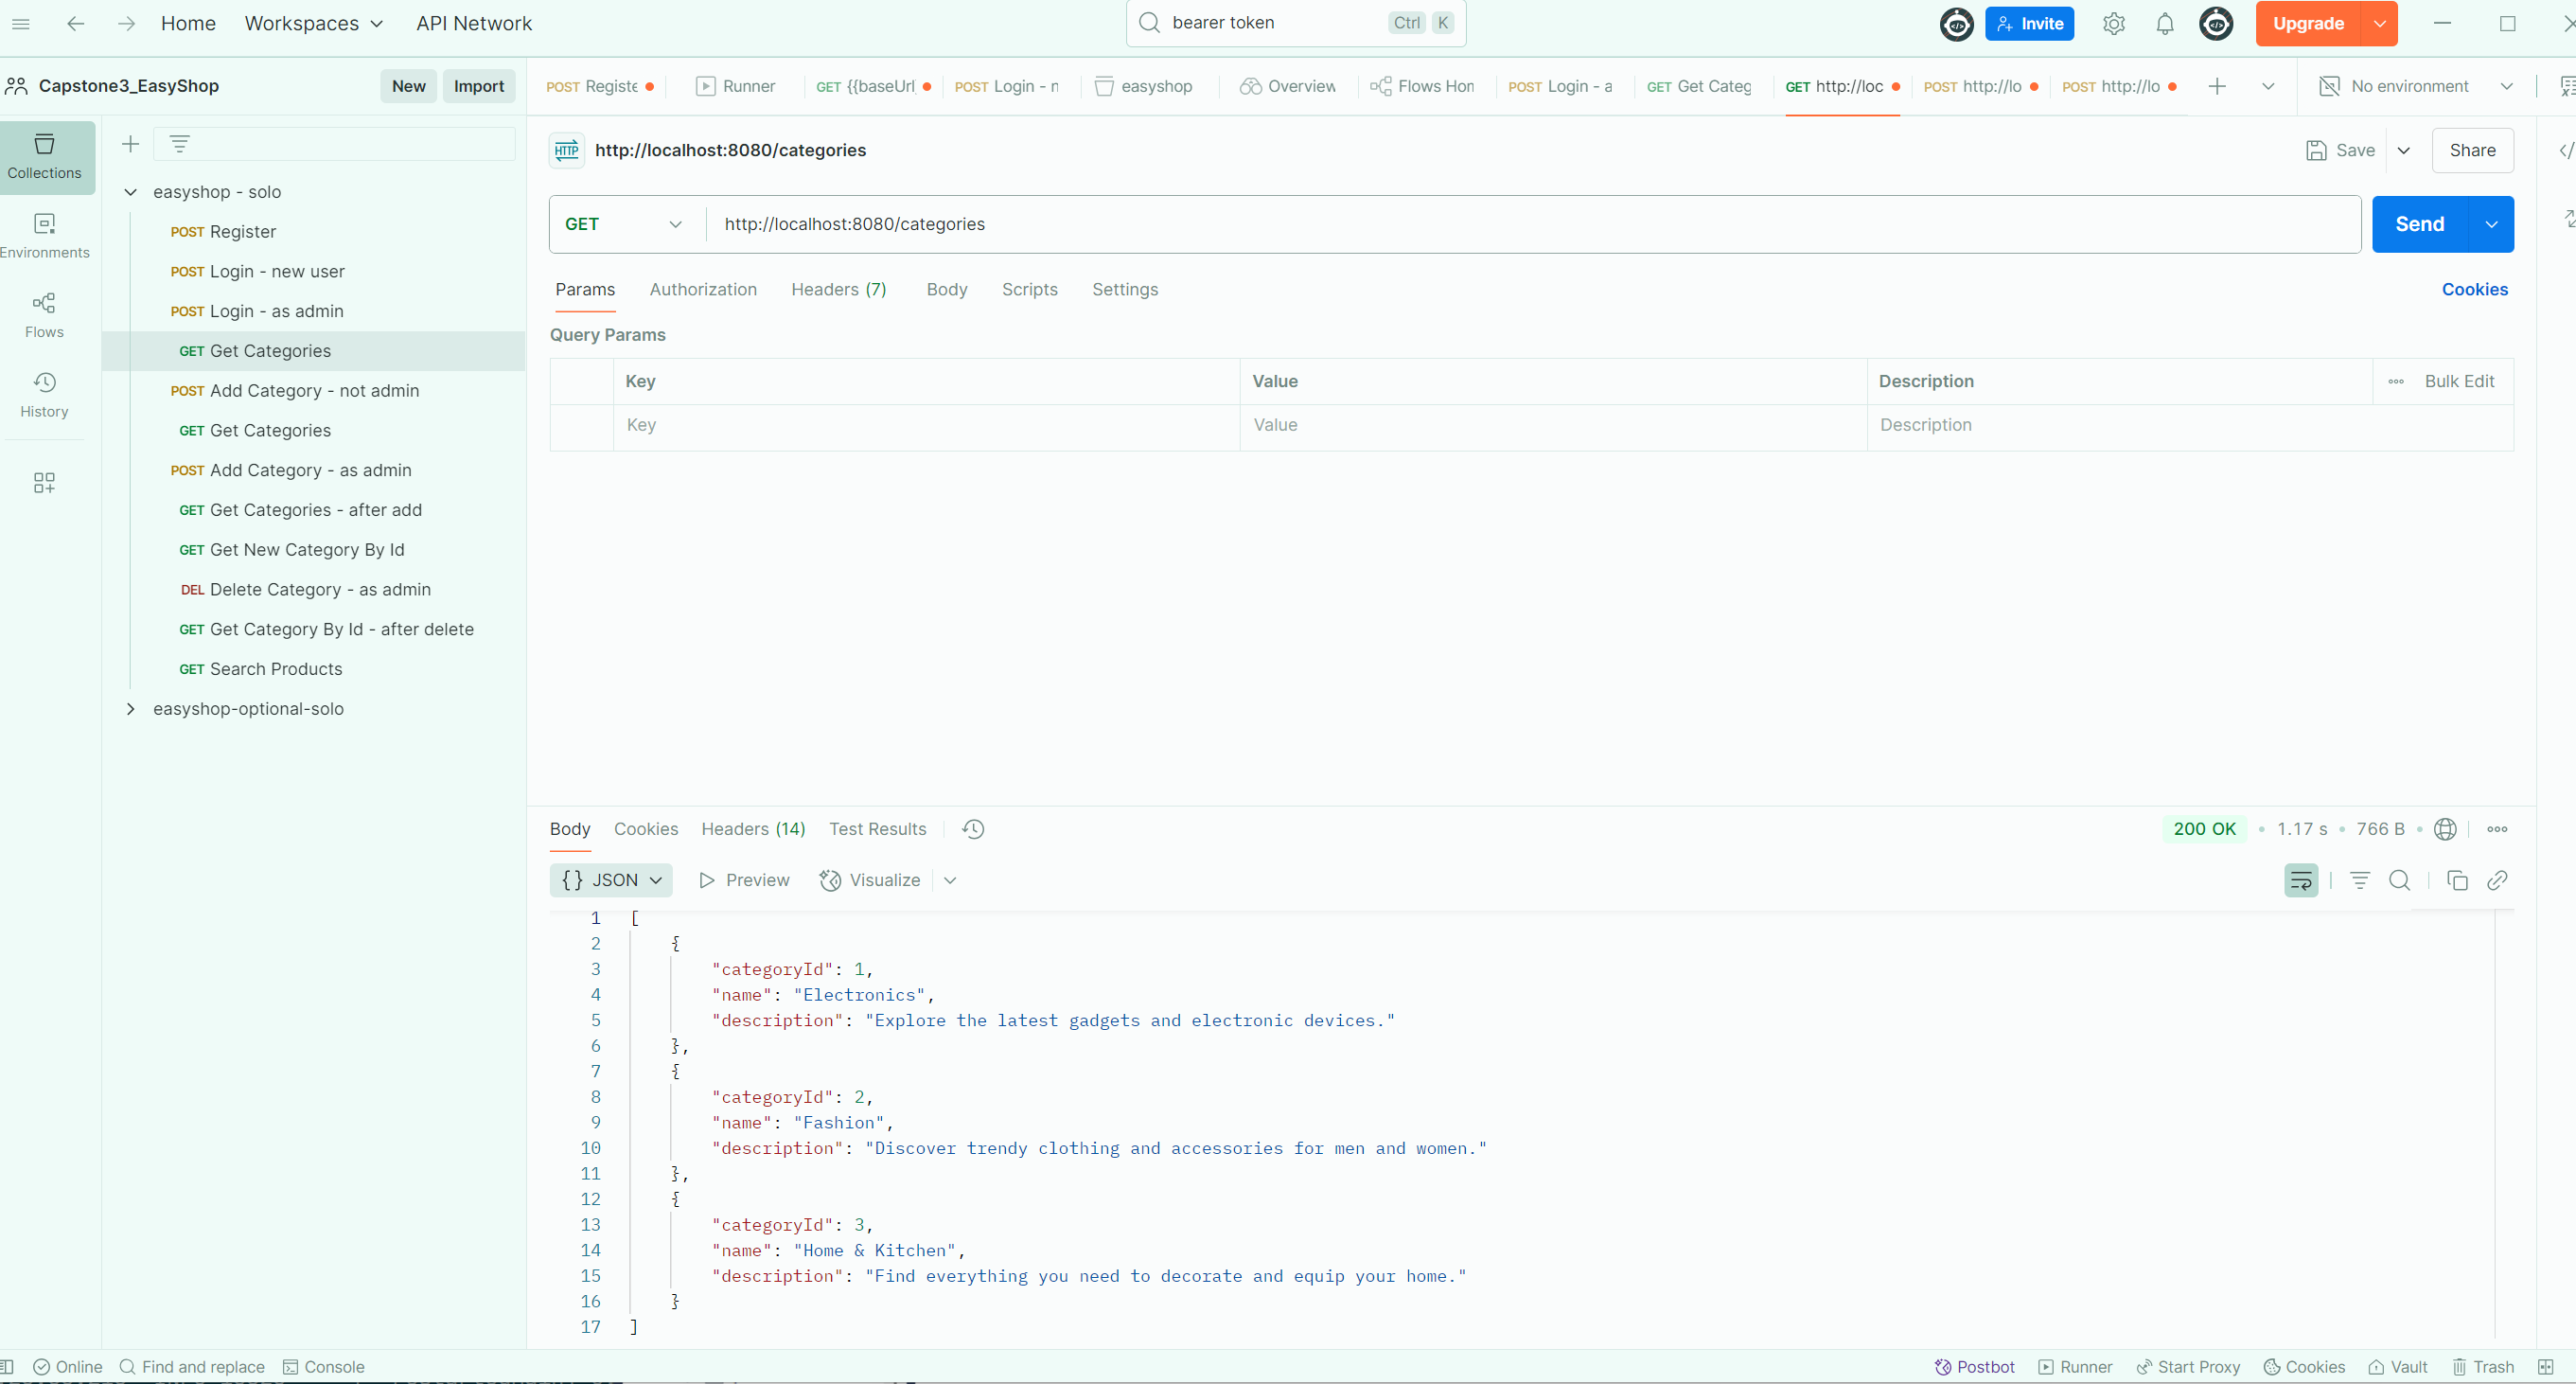 Home Workspaces API Network bearer token Ctrl K Invite Upgrade
Capstone3_EasyShop New Import
POST Registe Runner GET {{baseUrl POST Login - n easyshop Overview Flows Hon POST Login - a GET Get Categ GET http://loc POST http://lo POST http://lo No environment
Collections
Environments
Flows
History
easyshop - solo
POST Register
POST Login - new user
POST Login - as admin
GET Get Categories
POST Add Category - not admin
GET Get Categories
POST Add Category - as admin
GET Get Categories - after add
GET Get New Category By Id
DEL Delete Category - as admin
GET Get Category By Id - after delete
GET Search Products
easyshop-optional-solo
HTTP http://localhost:8080/categories Save Share
GET http://localhost:8080/categories Send
Params Authorization Headers (7) Body Scripts Settings Cookies
Query Params
Key Value Description Bulk Edit
Key Value Description
Body Cookies Headers (14) Test Results 200 OK • 1.17 s • 766 B •
{} JSON Preview Visualize
1 [
2 {
3 "categoryId": 1,
4 "name": "Electronics",
5 "description": "Explore the latest gadgets and electronic devices."
6 },
7 {
8 "categoryId": 2,
9 "name": "Fashion",
10 "description": "Discover trendy clothing and accessories for men and women."
11 },
12 {
13 "categoryId": 3,
14 "name": "Home & Kitchen",
15 "description": "Find everything you need to decorate and equip your home."
16 }
17 ]
Online Find and replace Console Postbot Runner Start Proxy Cookies Vault Trash